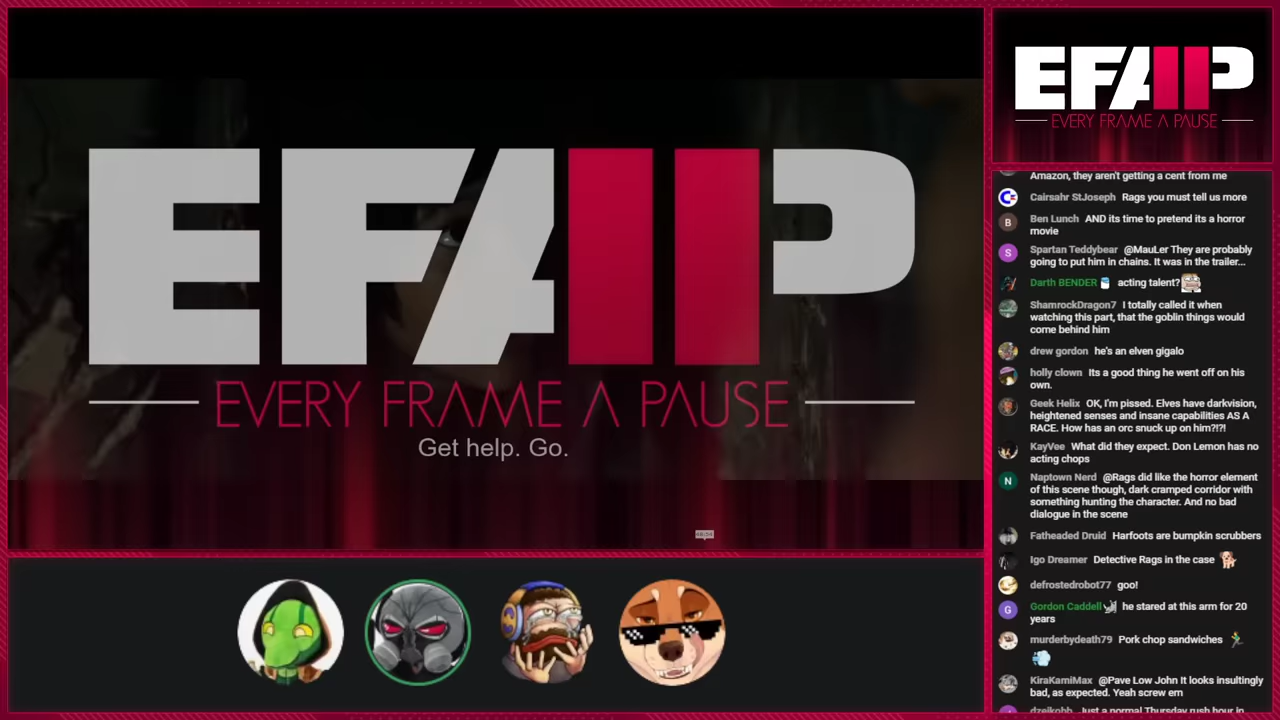 EFAP
EVERY FRAME A PAUSE
Get help. Go.
EFAP
EVERY FRAME A PAUSE
Amazon, they aren't getting a cent from me
Cairsahr StJoseph Rags you must tell us more
Ben Lunch AND its time to pretend its a horror
movie
Spartan Teddybear @MauLer They are probably
going to put him in chains. It was in the trailer...
Darth BENDER acting talent?
ShamrockDragon7 I totally called it when
watching this part, that the goblin things would
come behind him
drew gordon he's an elven gigalo
holly clown Its a good thing he went off on his
own.
Geek Helix OK, I'm pissed. Elves have darkvision,
heightened senses and insane capabilities AS A
RACE. How has an orc snuck up on him?!?!
KayVee What did they expect. Don Lemon has no
acting chops
Naptown Nerd @Rags did like the horror element
of this scene though, dark cramped corridor with
something hunting the character. And no bad
dialogue in the scene
Fatheaded Druid Harfoots are bumpkin scrubbers
Igo Dreamer Detective Rags in the case
defrostedrobot77 goo!
Gordon Caddell he stared at this arm for 20
years
murderbydeath79 Pork chop sandwiches
KiraKamiMax @Pave Low John It looks insultingly
bad, as expected. Yeah screw em
dzeikobb Just a normal Thursday rush hour in